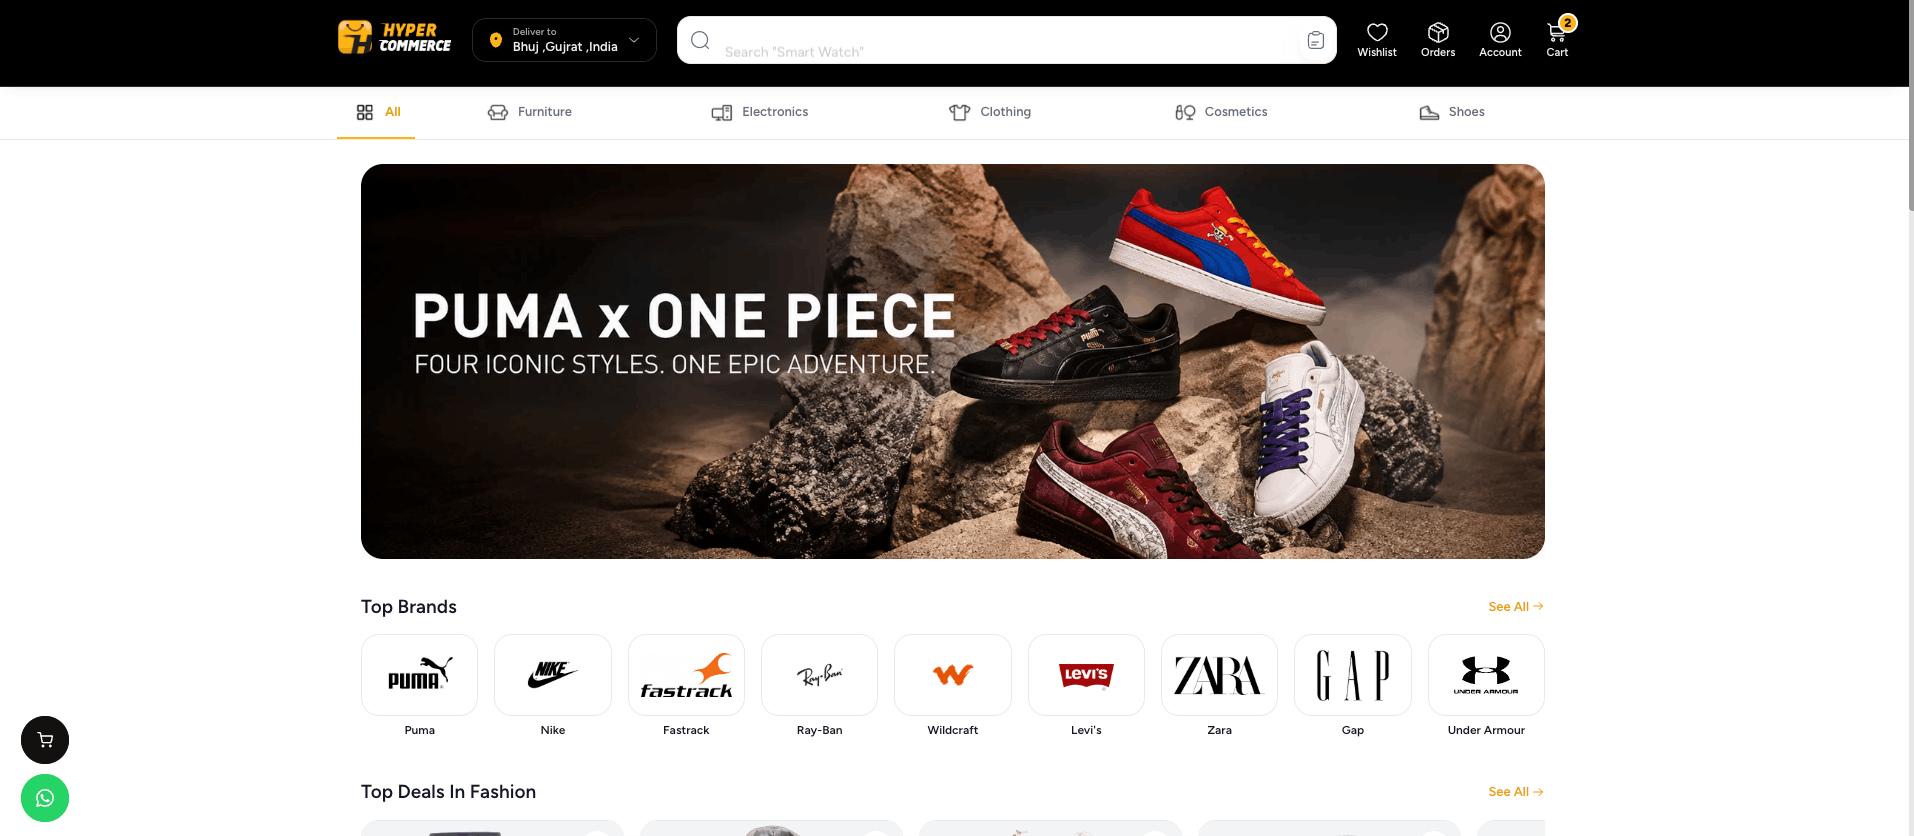 HYPER
COMMERCE
Deliver to
Bhuj ,Gujrat ,India
Search "Smart Watch"
Wishlist
Orders
Account
2
Cart
All
Furniture
Electronics
Clothing
Cosmetics
Shoes
PUMA x ONE PIECE
FOUR ICONIC STYLES. ONE EPIC ADVENTURE.
Top Brands
See All
PUMA
NIKE
fastrack
Ray-Ban
LEVI'S
ZARA
GAP
UNDER ARMOUR
Puma
Nike
Fastrack
Ray-Ban
Wildcraft
Levi's
Zara
Gap
Under Armour
Top Deals In Fashion
See All